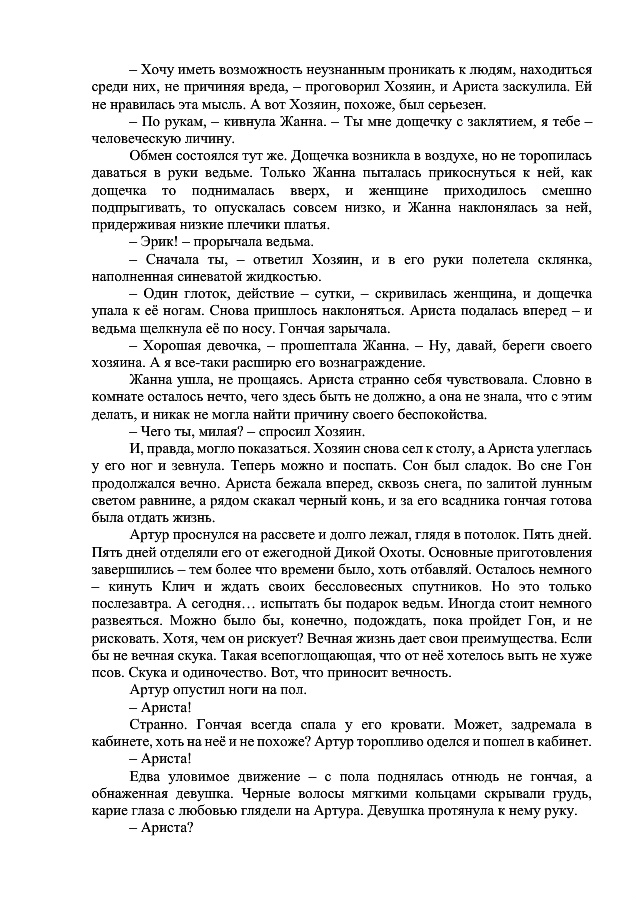 – Хочу иметь возможность неузнанным проникать к людям, находиться
среди них, не причиняя вреда, – проговорил Хозяин, и Ариста заскулила. Ей
не нравилась эта мысль. А вот Хозяин, похоже, был серьезен.
– По рукам, – кивнула Жанна. – Ты мне дощечку с заклятием, я тебе –
человеческую личину.
Обмен состоялся тут же. Дощечка возникла в воздухе, но не торопилась
даваться в руки ведьме. Только Жанна пыталась прикоснуться к ней, как
дощечка то поднималась вверх, и женщине приходилось смешно
подпрыгивать, то опускалась совсем низко, и Жанна наклонялась за ней,
придерживая низкие плечики платья.
– Эрик! – прорычала ведьма.
– Сначала ты, – ответил Хозяин, и в его руки полетела склянка,
наполненная синеватой жидкостью.
– Один глоток, действие – сутки, – скривилась женщина, и дощечка
упала к её ногам. Снова пришлось наклоняться. Ариста подалась вперед – и
ведьма щелкнула её по носу. Гончая зарычала.
– Хорошая девочка, – прошептала Жанна. – Ну, давай, береги своего
хозяина. А я все-таки расширю его вознаграждение.
Жанна ушла, не прощаясь. Ариста странно себя чувствовала. Словно в
комнате осталось нечто, чего здесь быть не должно, а она не знала, что с этим
делать, и никак не могла найти причину своего беспокойства.
– Чего ты, милая? – спросил Хозяин.
И, правда, могло показаться. Хозяин снова сел к столу, а Ариста улеглась
у его ног и зевнула. Теперь можно и поспать. Сон был сладок. Во сне Гон
продолжался вечно. Ариста бежала вперед, сквозь снега, по залитой лунным
светом равнине, а рядом скакал черный конь, и за его всадника гончая готова
была отдать жизнь.
Артур проснулся на рассвете и долго лежал, глядя в потолок. Пять дней.
Пять дней отделяли его от ежегодной Дикой Охоты. Основные приготовления
завершились – тем более что времени было, хоть отбавляй. Осталось немного
– кинуть Клич и ждать своих бессловесных спутников. Но это только
послезавтра. А сегодня… испытать бы подарок ведьм. Иногда стоит немного
развеяться. Можно было бы, конечно, подождать, пока пройдет Гон, и не
рисковать. Хотя, чем он рискует? Вечная жизнь дает свои преимущества. Если
бы не вечная скука. Такая всепоглощающая, что от неё хотелось выть не хуже
псов. Скука и одиночество. Вот, что приносит вечность.
Артур опустил ноги на пол.
– Ариста!
Странно. Гончая всегда спала у его кровати. Может, задремала в
кабинете, хоть на неё и не похоже? Артур торопливо оделся и пошел в кабинет.
– Ариста!
Едва уловимое движение – с пола поднялась отнюдь не гончая, а
обнаженная девушка. Черные волосы мягкими кольцами скрывали грудь,
карие глаза с любовью глядели на Артура. Девушка протянула к нему руку.
– Ариста?